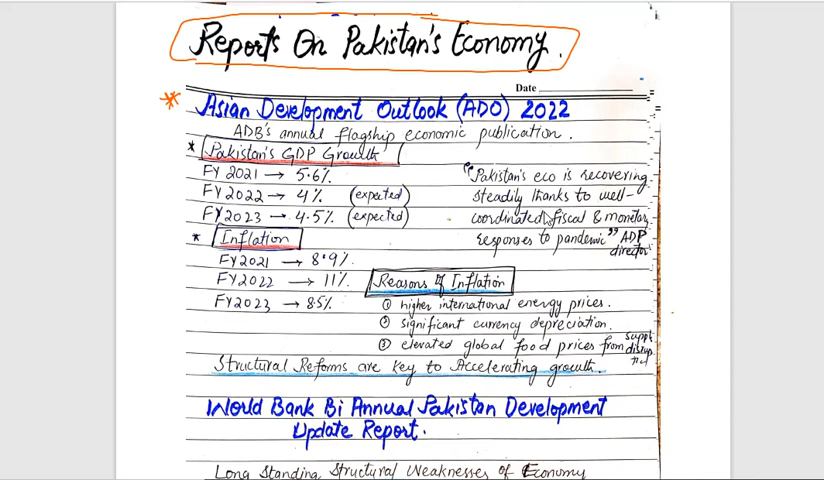 Reports On Pakistan's Economy.
Date
* Asian Development Outlook (ADO) 2022
ADB's annual flagship economic publication.
* Pakistan's GDP Growth
FY 2021 → 5.6%
FY 2022 → 4% (expected)
FY2023 → 4.5% (expected)
"Pakistan's eco is recovering
steadily thanks to well-
coordinated fiscal & monetary
responses to pandemic" ADP
director
* Inflation
FY2021 → 8.9%
FY2022 → 11%
FY2023 → 8.5%
Reasons of Inflation
① higher international energy prices.
② significant currency depreciation.
③ elevated global food prices from
Structural Reforms are key to Accelerating growth.
World Bank Bi Annual Pakistan Development
Update Report.
Long Standing Structural Weaknesses of Economy